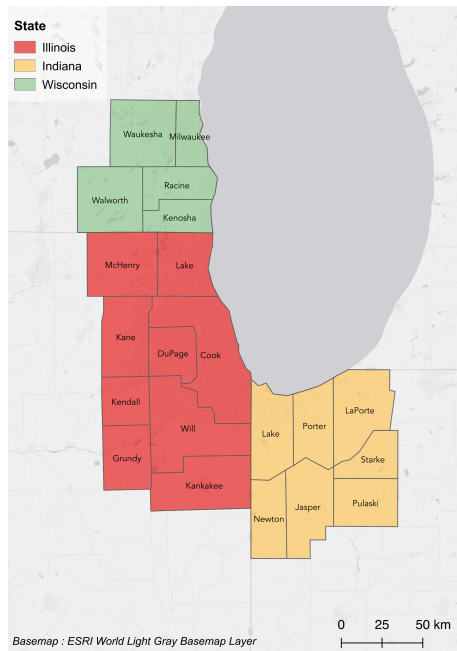 State
Illinois
Indiana
Wisconsin
Waukesha
Milwaukee
Walworth
Racine
Kenosha
McHenry
Lake
Kane
DuPage
Cook
Kendall
Will
Grundy
Kankakee
Lake
Porter
LaPorte
Starke
Newton
Jasper
Pulaski
0 25 50 km
Basemap : ESRI World Light Gray Basemap Layer